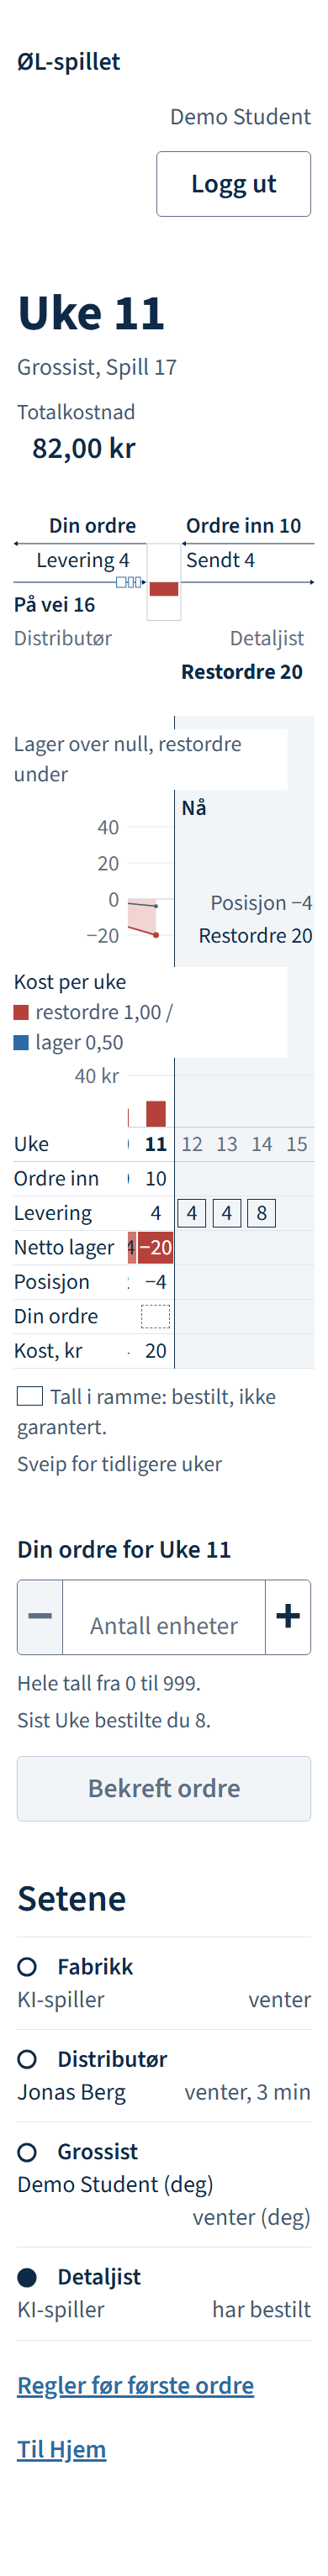 ØL-spillet
Demo Student
Logg ut
Uke 11
Grossist, Spill 17
Totalkostnad
82,00 kr
Din ordre
Ordre inn 10
Levering 4
Sendt 4
På vei 16
Distributør
Detaljist
Restordre 20
Lager over null, restordre
under
Nå
40
20
0
−20
Posisjon −4
Restordre 20
Kost per uke
restordre 1,00 /
lager 0,50
40 kr
Uke 11 12 13 14 15
Ordre inn 10
Levering 4 4 4 8
Netto lager 4 −20
Posisjon −4
Din ordre
Kost, kr 20
Tall i ramme: bestilt, ikke
garantert.
Sveip for tidligere uker
Din ordre for Uke 11
− Antall enheter +
Hele tall fra 0 til 999.
Sist Uke bestilte du 8.
Bekreft ordre
Setene
Fabrikk
KI-spiller venter
Distributør
Jonas Berg venter, 3 min
Grossist
Demo Student (deg)
venter (deg)
Detaljist
KI-spiller har bestilt
Regler før første ordre
Til Hjem